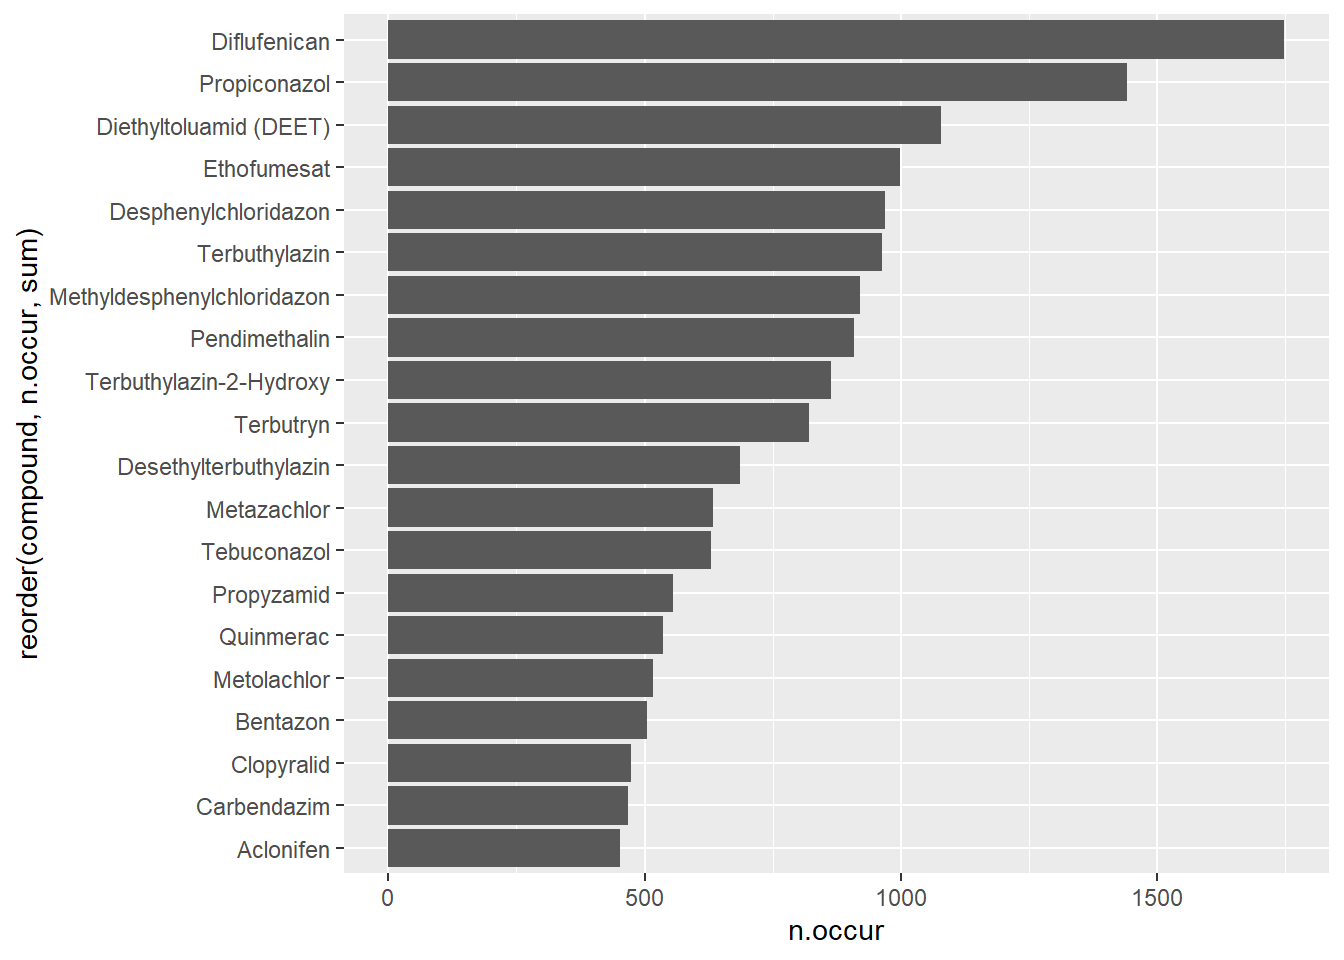 Diflufenican
Propiconazol
Diethyltoluamid (DEET)
Ethofumesat
Desphenylchloridazon
Terbuthylazin
Methyldesphenylchloridazon
Pendimethalin
Terbuthylazin-2-Hydroxy
Terbutryn
Desethylterbuthylazin
Metazachlor
Tebuconazol
Propyzamid
Quinmerac
Metolachlor
Bentazon
Clopyralid
Carbendazim
Aclonifen
reorder(compound, n.occur, sum)
0 500 1000 1500
n.occur